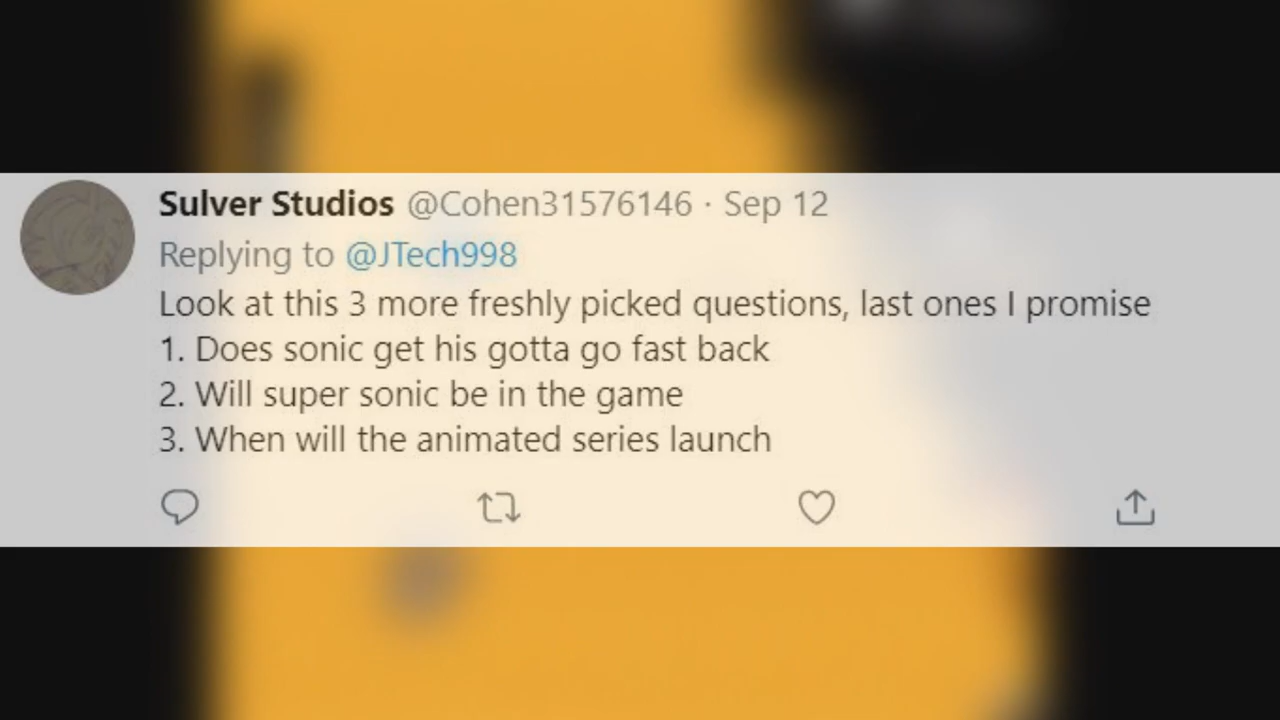 Sulver Studios @Cohen31576146 · Sep 12
Replying to @JTech998
Look at this 3 more freshly picked questions, last ones I promise
1. Does sonic get his gotta go fast back
2. Will super sonic be in the game
3. When will the animated series launch